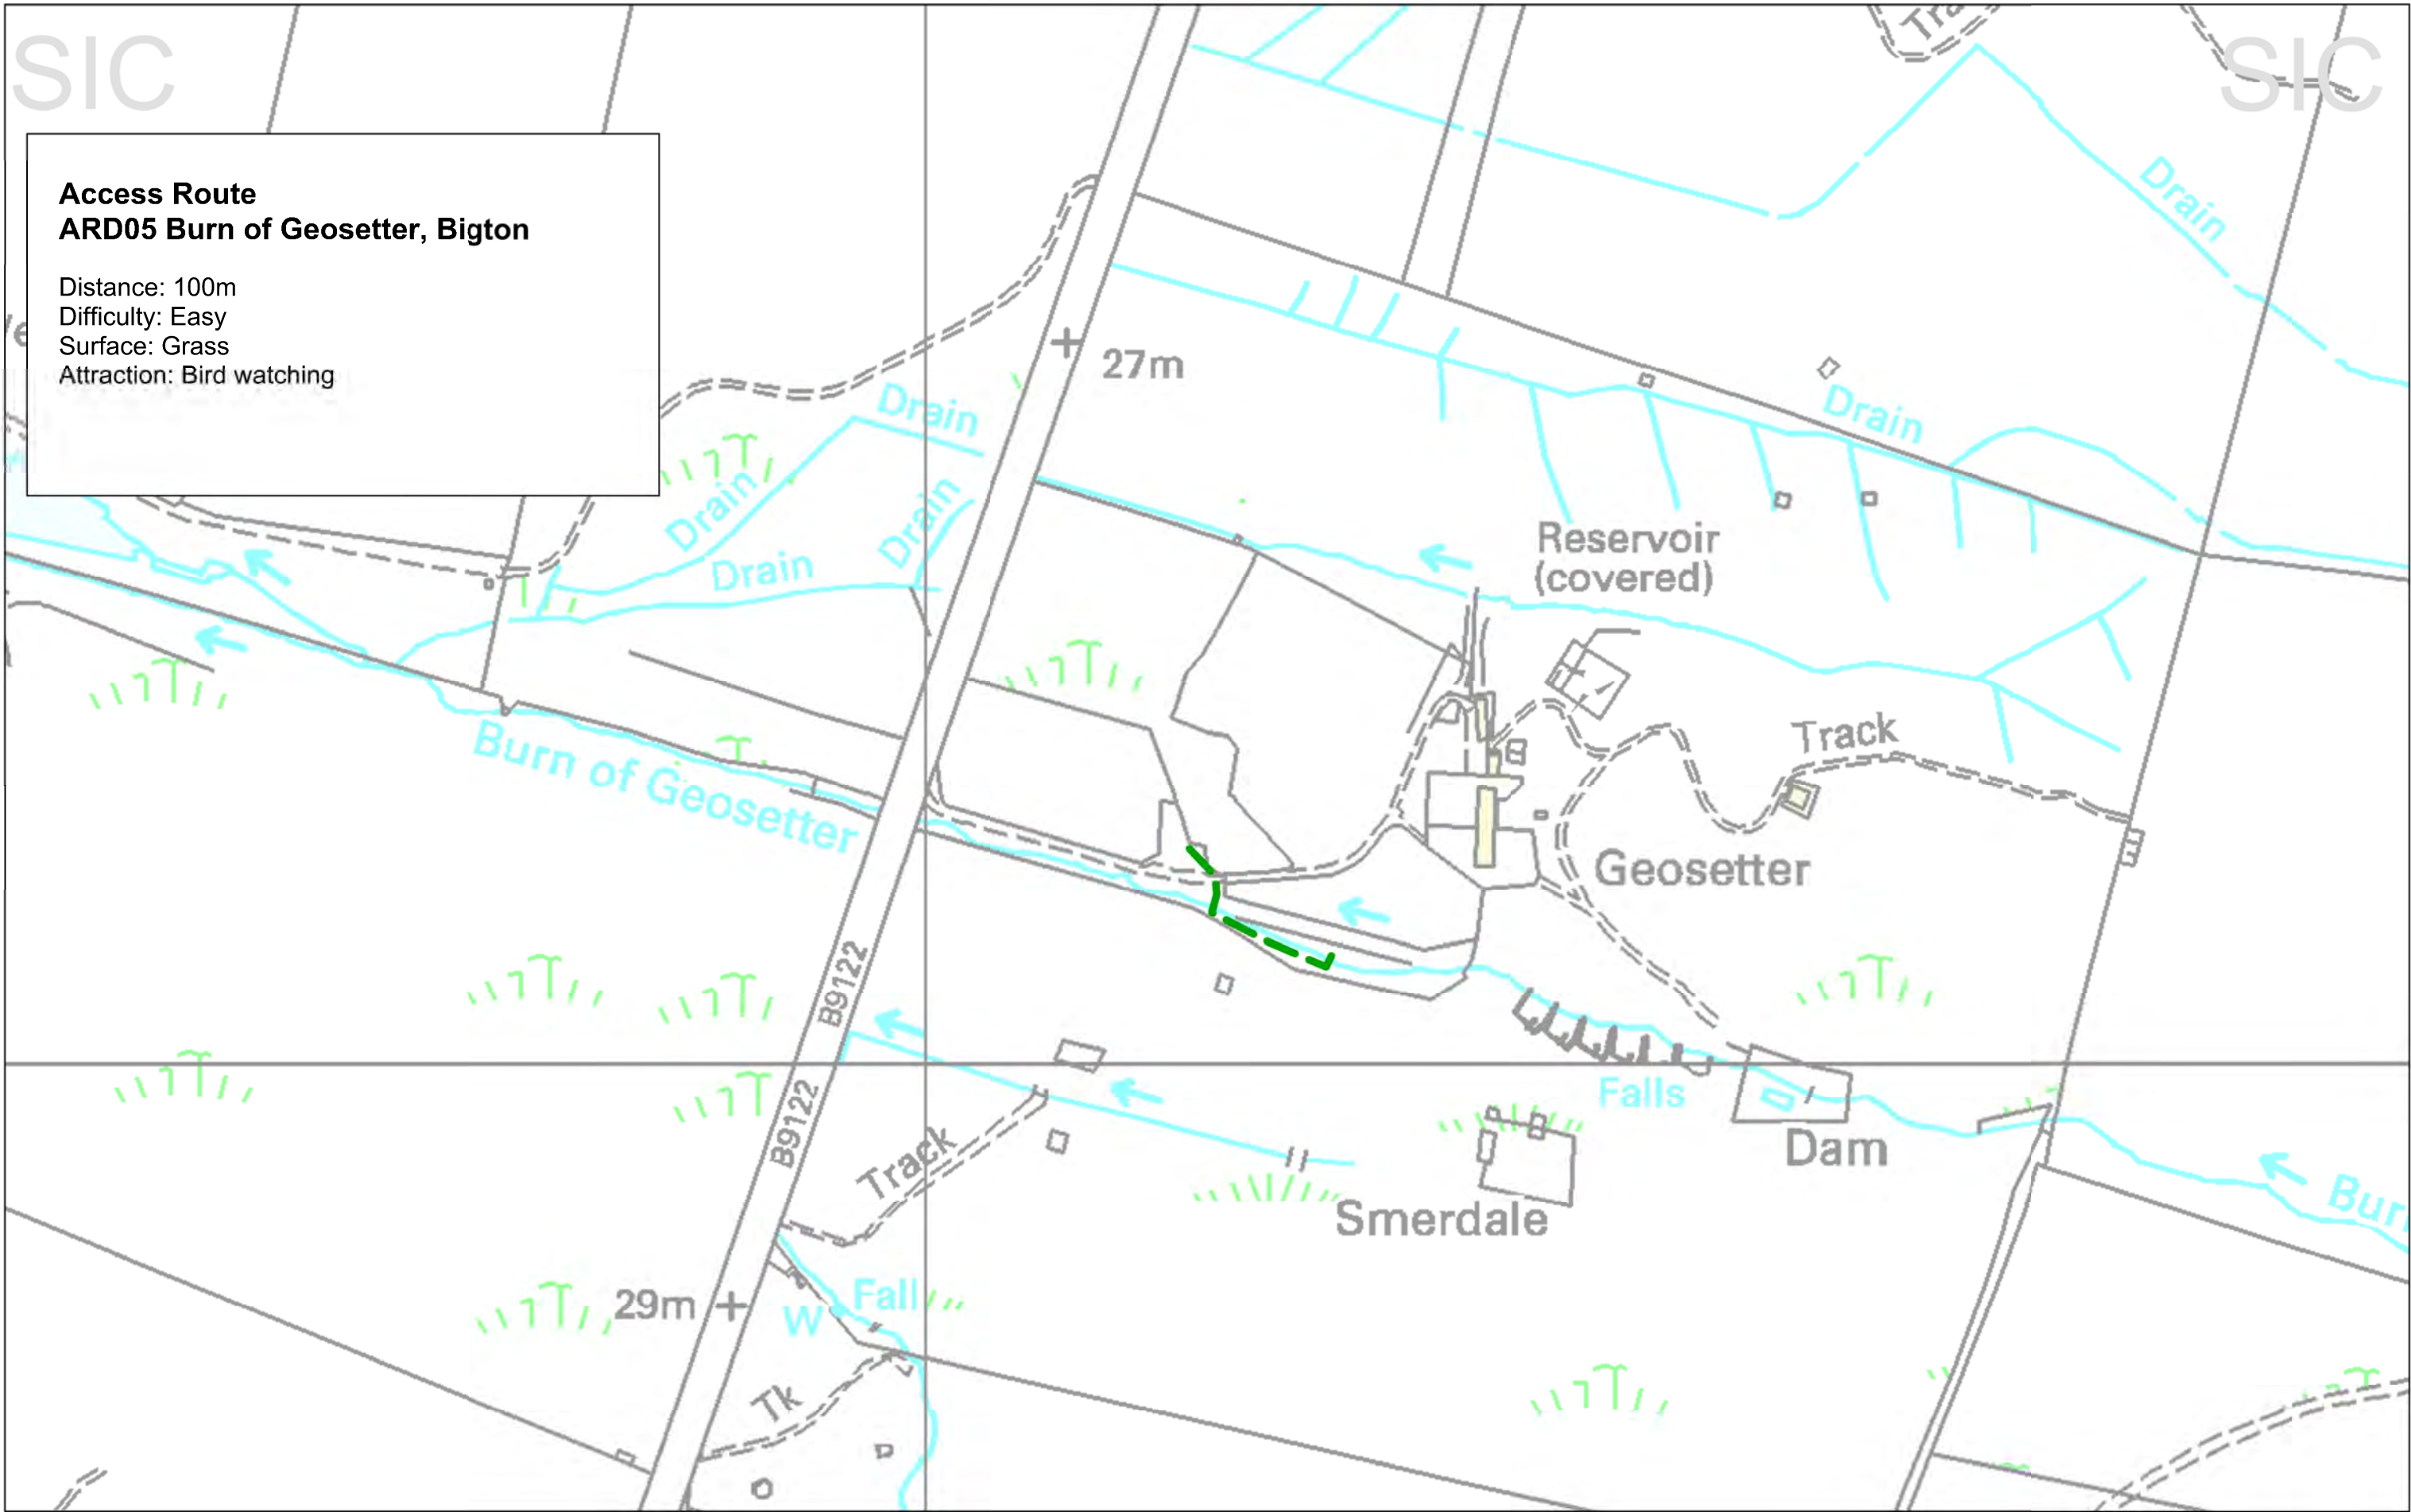 SIC
SIC
Access Route
ARD05 Burn of Geosetter, Bigton
Distance: 100m
Difficulty: Easy
Surface: Grass
Attraction: Bird watching
Drain
27m
Drain
Drain
Drain
Drain
Drain
Reservoir
(covered)
Track
Burn of Geosetter
Geosetter
B9122
Falls
B9122
Track
Dam
Smerdale
29m
W Fall
Tk